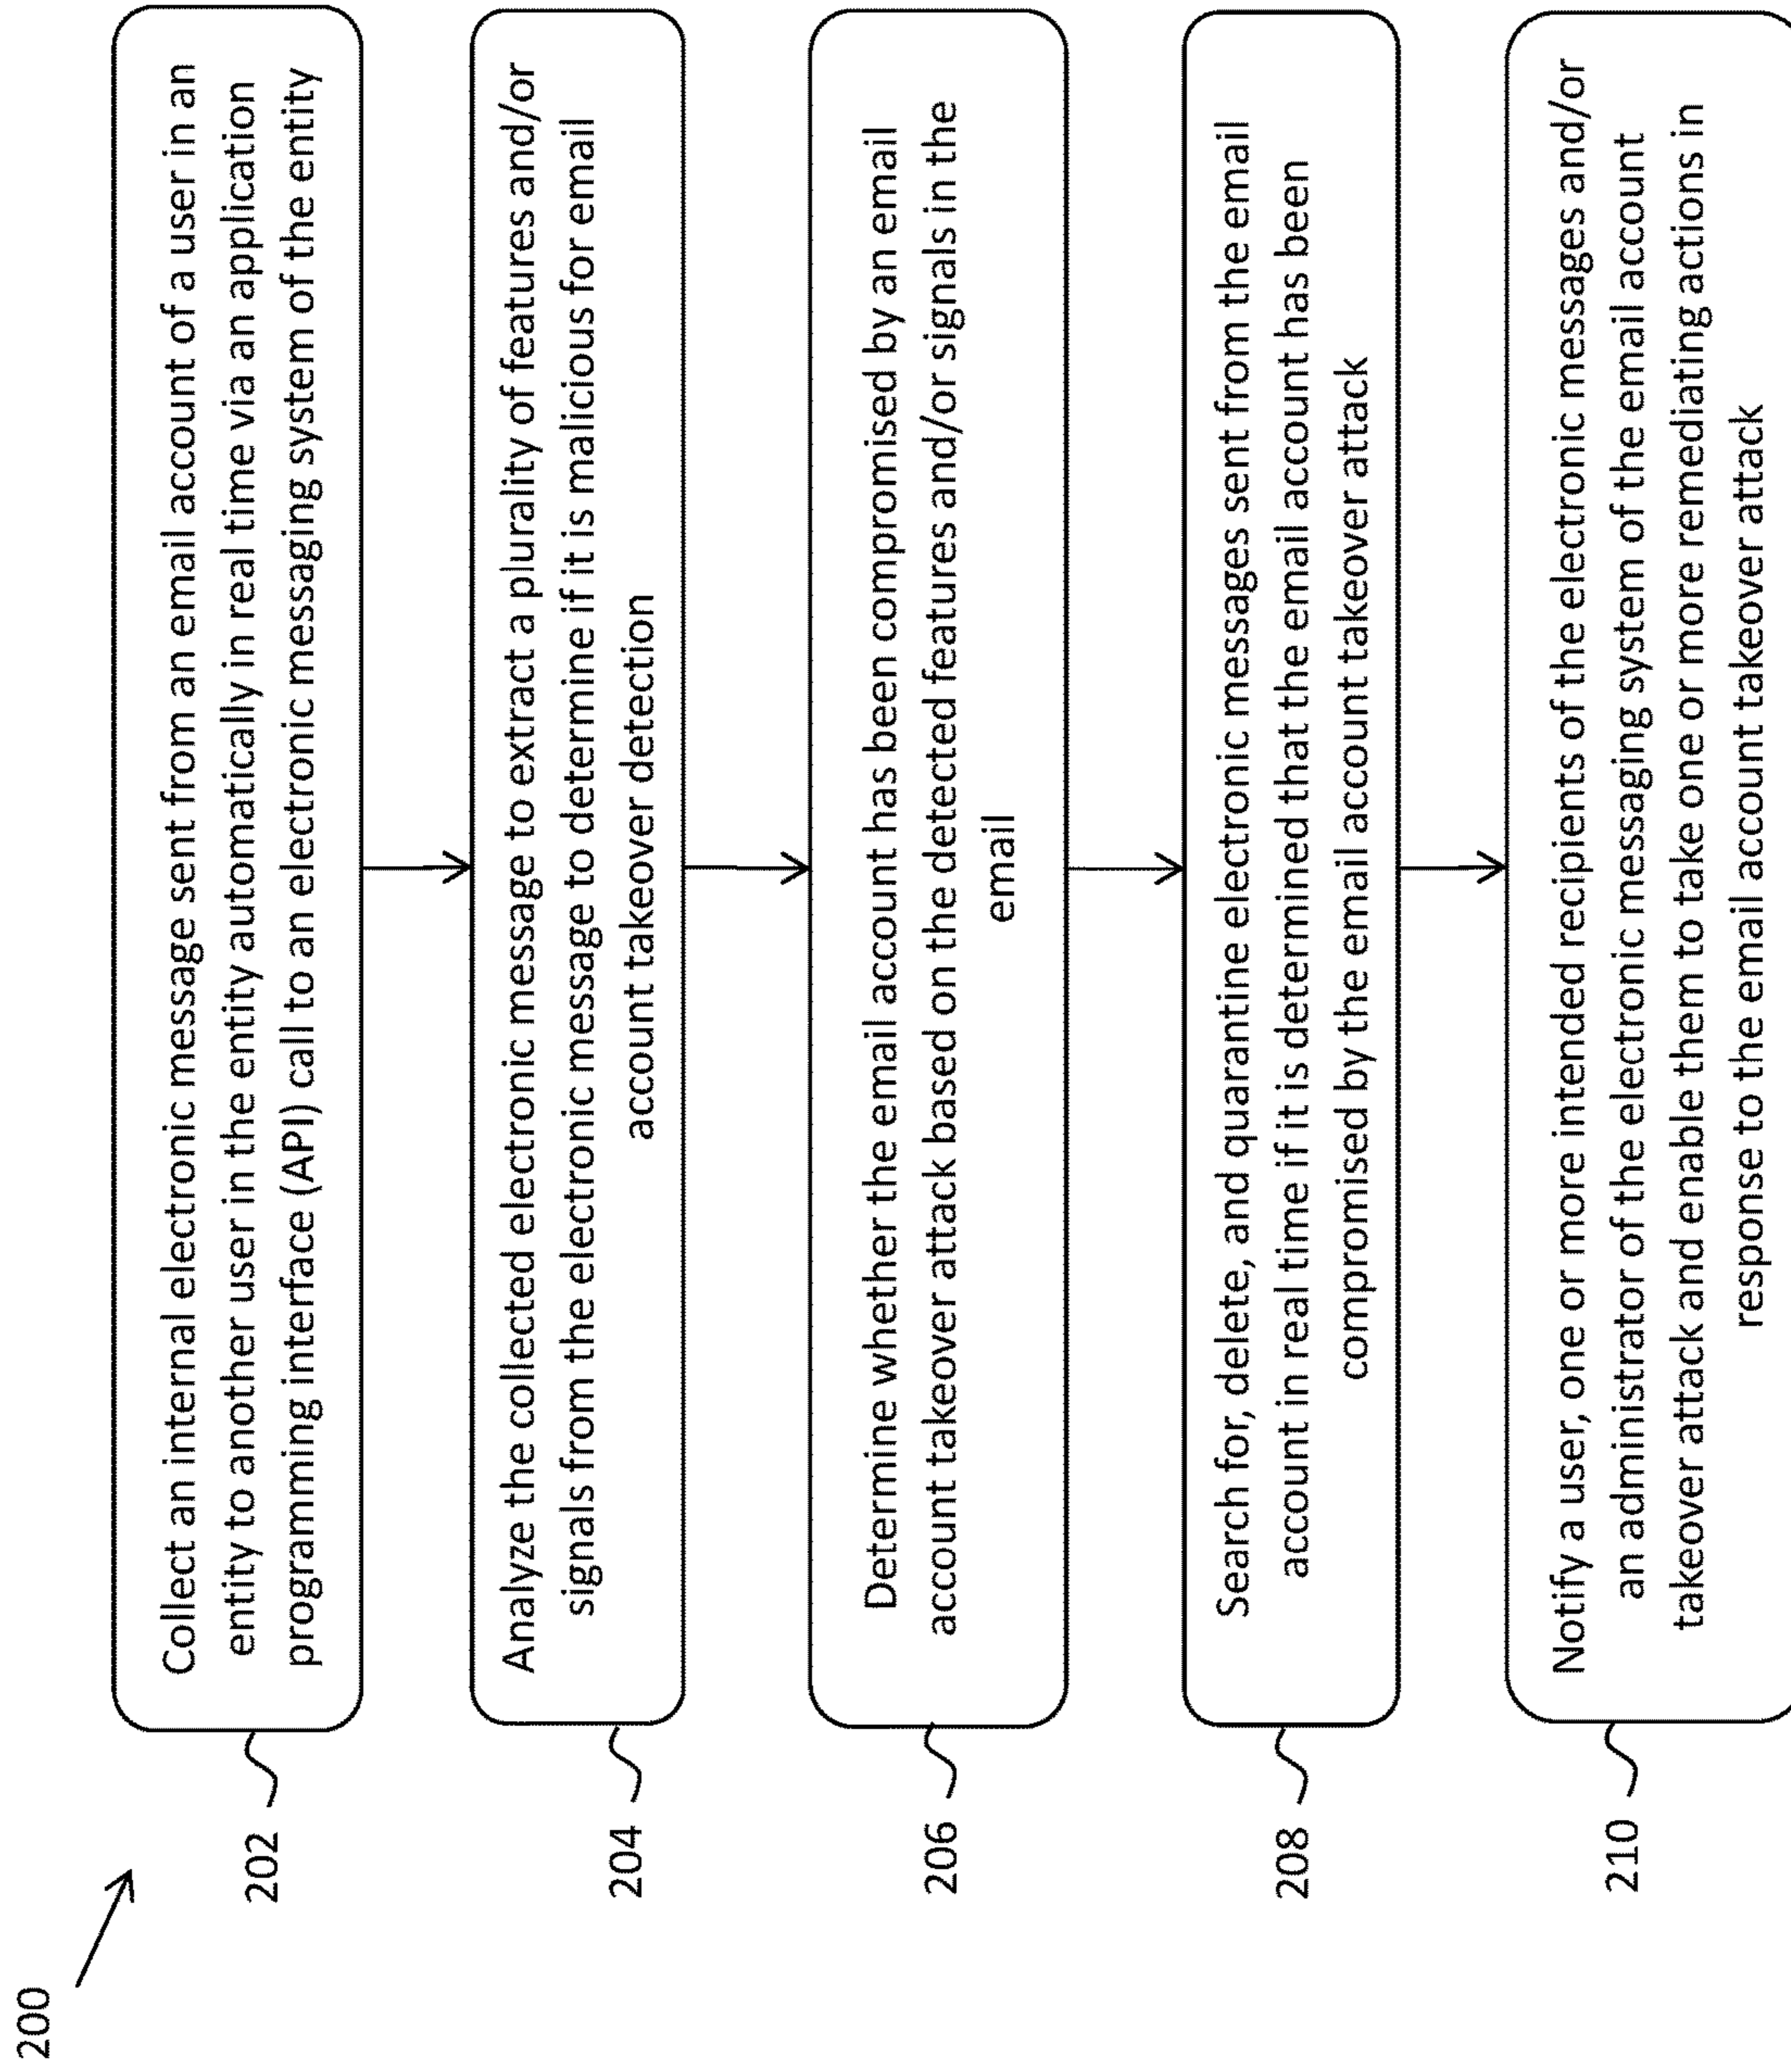 200
202
Collect an internal electronic message sent from an email account of a user in an
entity to another user in the entity automatically in real time via an application
programming interface (API) call to an electronic messaging system of the entity
204
Analyze the collected electronic message to extract a plurality of features and/or
signals from the electronic message to determine if it is malicious for email
account takeover detection
206
Determine whether the email account has been compromised by an email
account takeover attack based on the detected features and/or signals in the
email
208
Search for, delete, and quarantine electronic messages sent from the email
account in real time if it is determined that the email account has been
compromised by the email account takeover attack
210
Notify a user, one or more intended recipients of the electronic messages and/or
an administrator of the electronic messaging system of the email account
takeover attack and enable them to take one or more remediating actions in
response to the email account takeover attack